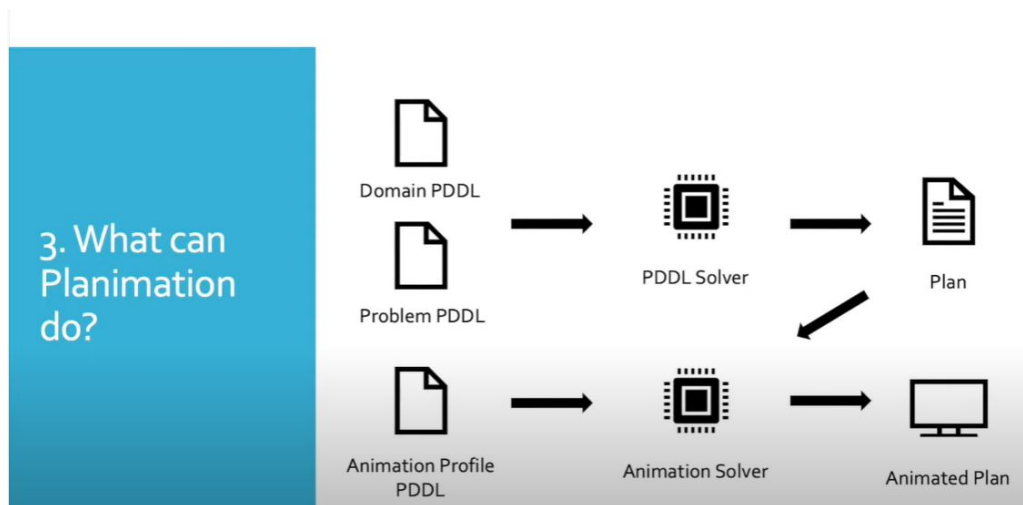 3. What can
Planimation
do?
Domain PDDL
Problem PDDL
PDDL Solver
Plan
Animation Profile
PDDL
Animation Solver
Animated Plan